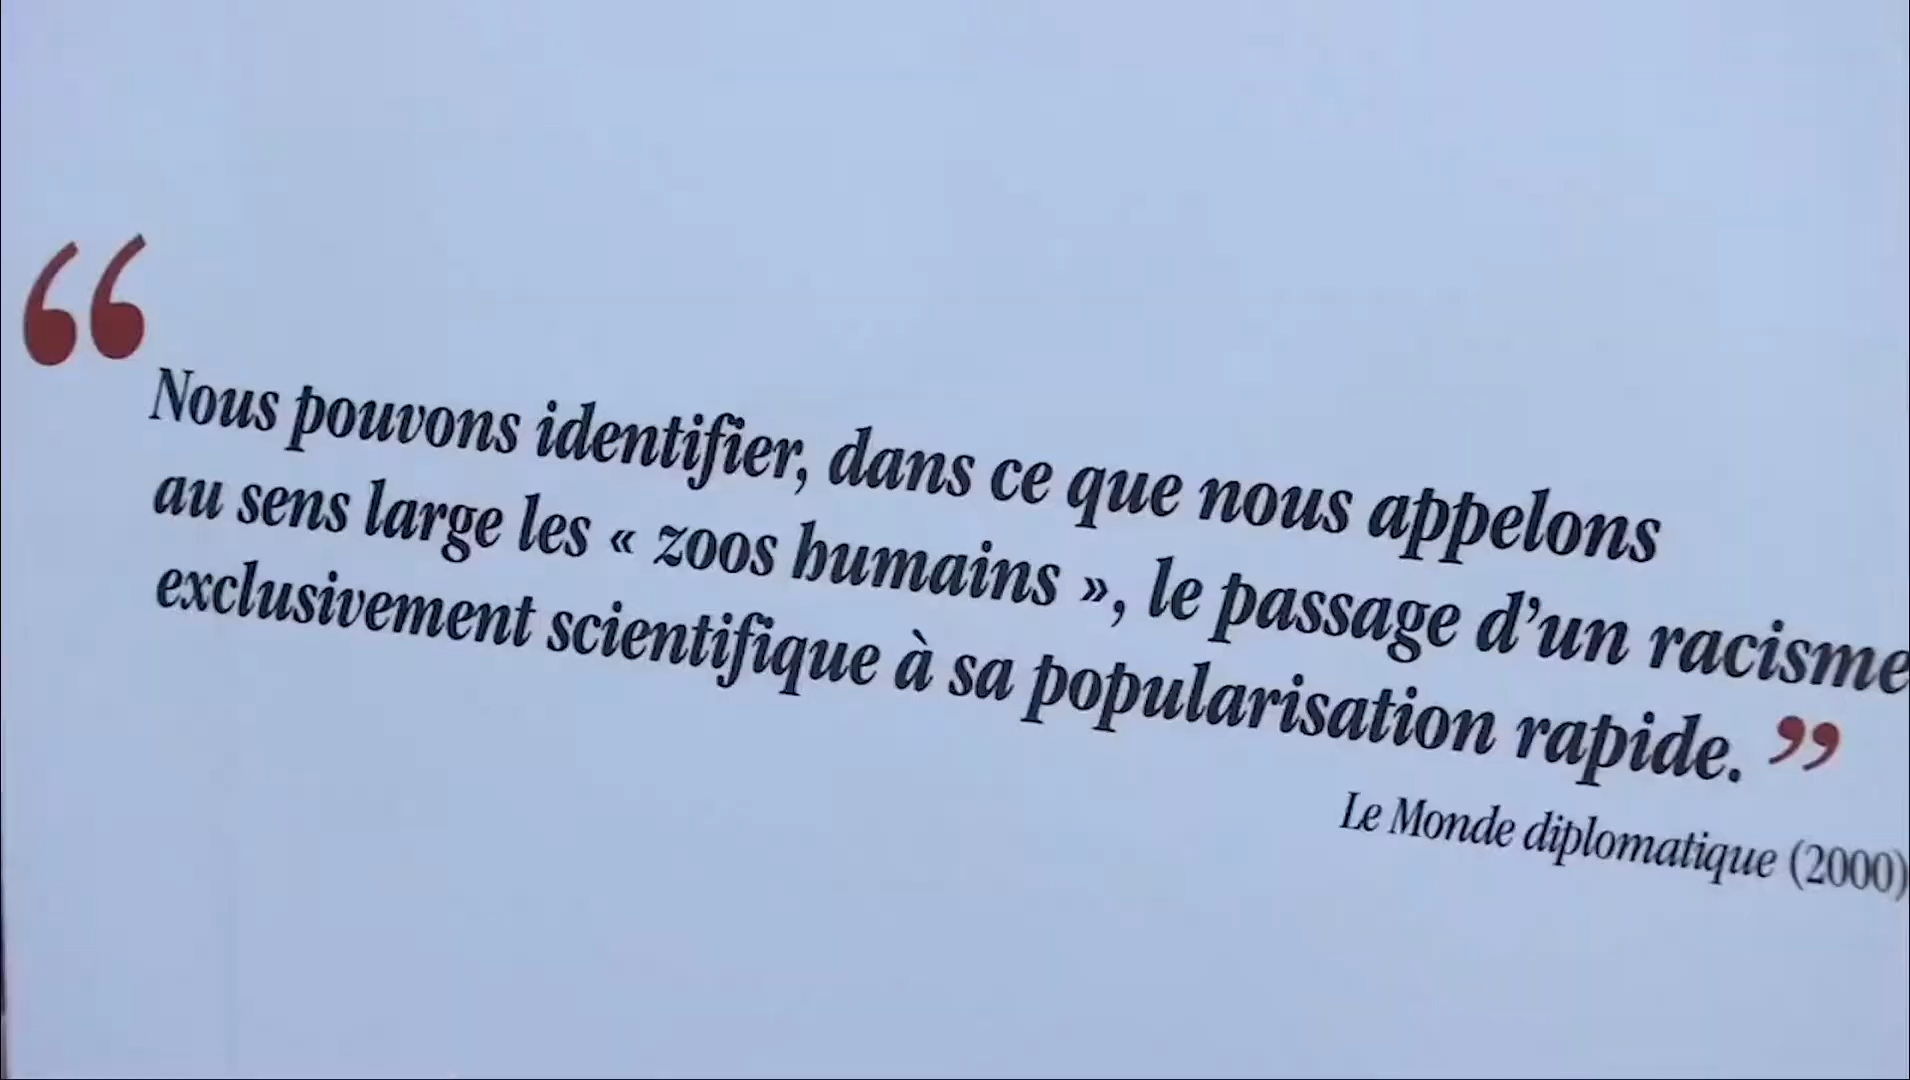 “ Nous pouvons identifier, dans ce que nous appelons
au sens large les « zoos humains », le passage d’un racisme
exclusivement scientifique à sa popularisation rapide. ”
Le Monde diplomatique (2000)